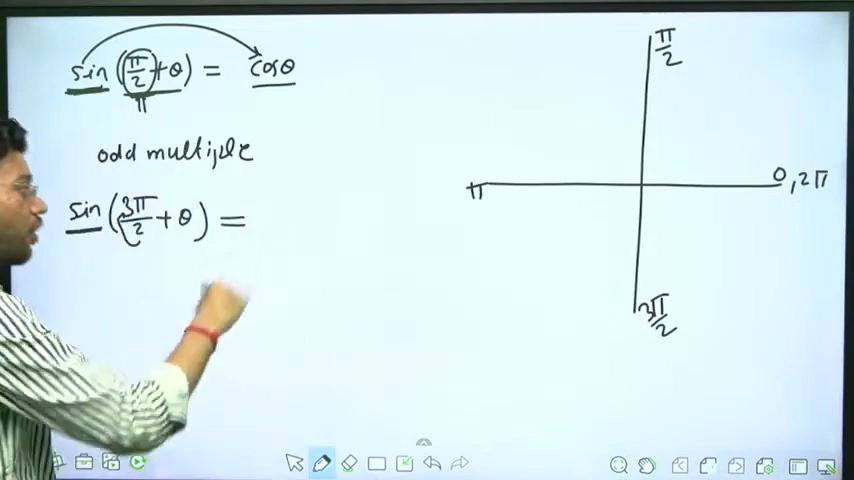 sin (π/2 + θ) = cosθ
π
odd multiple
sin (3π/2 + θ) =
π/2
π
0, 2π
3π/2